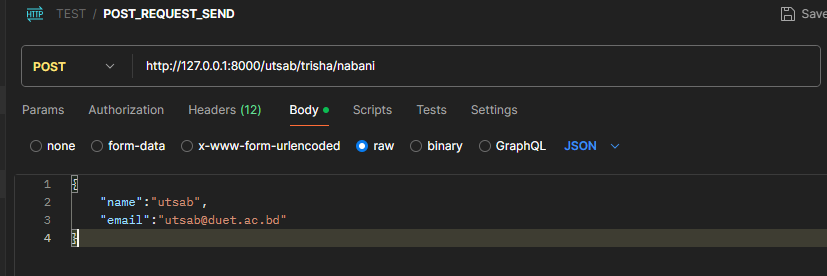 HTTP TEST / POST_REQUEST_SEND Save
POST http://127.0.0.1:8000/utsab/trisha/nabani
Params Authorization Headers (12) Body Scripts Tests Settings
none form-data x-www-form-urlencoded raw binary GraphQL JSON
1 {
2 "name":"utsab",
3 "email":"utsab@duet.ac.bd"
4 }